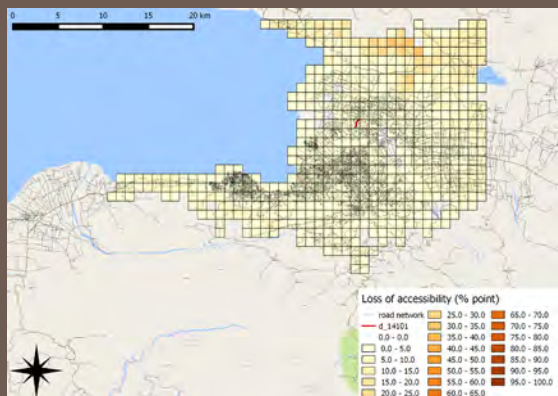 0 5 10 15 20 km
Loss of accessibility (% point)
road network
d_14101
0.0 - 0.0
0.0 - 5.0
5.0 - 10.0
10.0 - 15.0
15.0 - 20.0
20.0 - 25.0
25.0 - 30.0
30.0 - 35.0
35.0 - 40.0
40.0 - 45.0
45.0 - 50.0
50.0 - 55.0
55.0 - 60.0
60.0 - 65.0
65.0 - 70.0
70.0 - 75.0
75.0 - 80.0
80.0 - 85.0
85.0 - 90.0
90.0 - 95.0
95.0 - 100.0